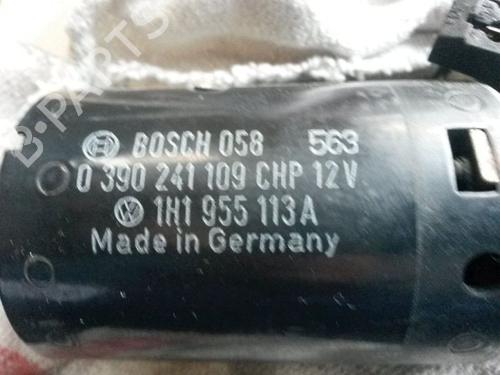 B-PARTS
BOSCH 058 563
0 390 241 109 CHP 12V
1H1 955 113 A
Made in Germany